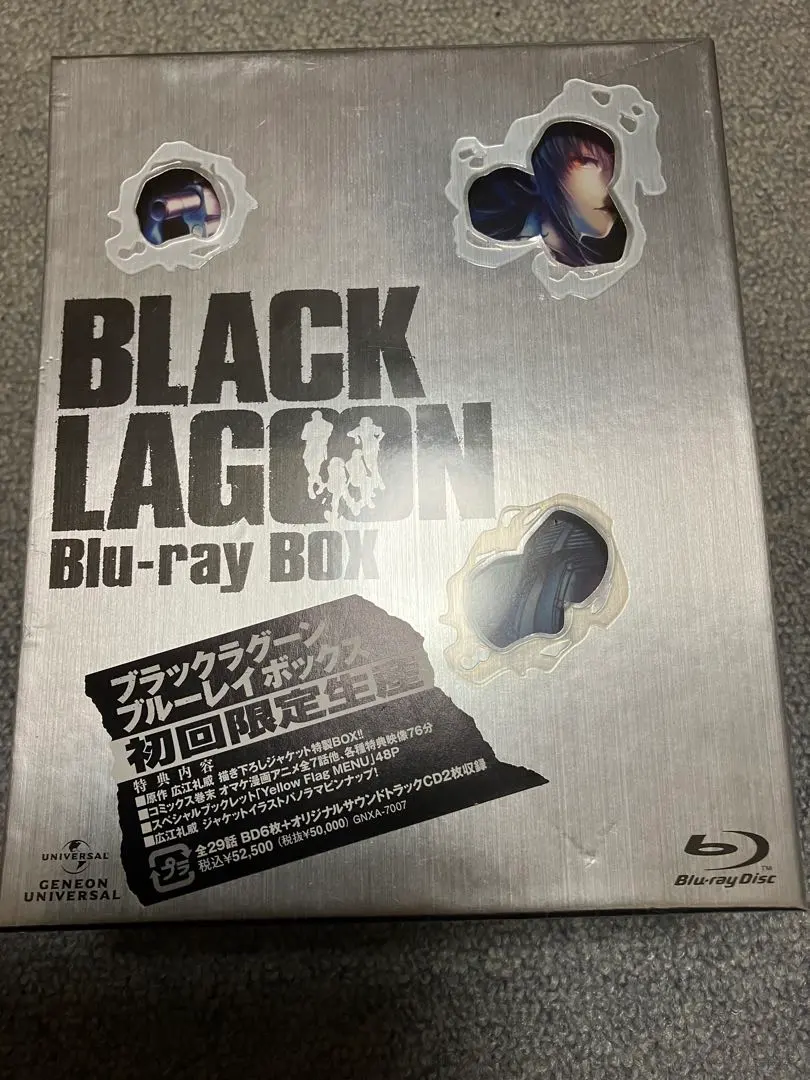 BLACK
LAGOON
Blu-ray BOX
ブラックラグーン
ブルーレイボックス
初回限定生産
特典内容
■原作 広江礼威 描き下ろしジャケット特製BOX!!
■コミックス巻末 オマケ漫画アニメ全7話他、各種特典映像76分
■スペシャルブックレット「Yellow Flag MENU」48P
■広江礼威 ジャケットイラストパノラマピンナップ!
プラ
全29話 BD6枚+オリジナルサウンドトラックCD2枚収録
税込¥52,500 (税抜¥50,000) GNXA-7007
UNIVERSAL
GENEON
UNIVERSAL
Blu-ray Disc™